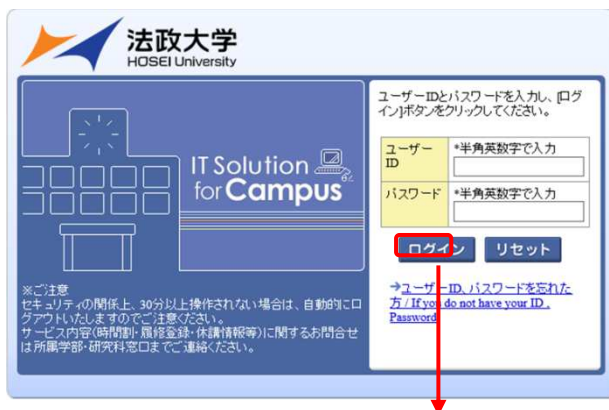 法政大学
HOSEI University
IT Solution
for Campus
※ご注意
セキュリティの関係上、30分以上操作されない場合は、自動的にロ
グアウトいたしますのでご注意ください。
サービス内容(時間割・履修登録・休講情報等)に関するお問合せ
は所属学部・研究科窓口までご連絡ください。
ユーザーIDとパスワードを入力し、[ログ
イン]ボタンをクリックしてください。
ユーザー *半角英数字で入力
ID
パスワード *半角英数字で入力
ログイン リセット
→ユーザーID、パスワードを忘れた
方 / If you do not have your ID .
Password